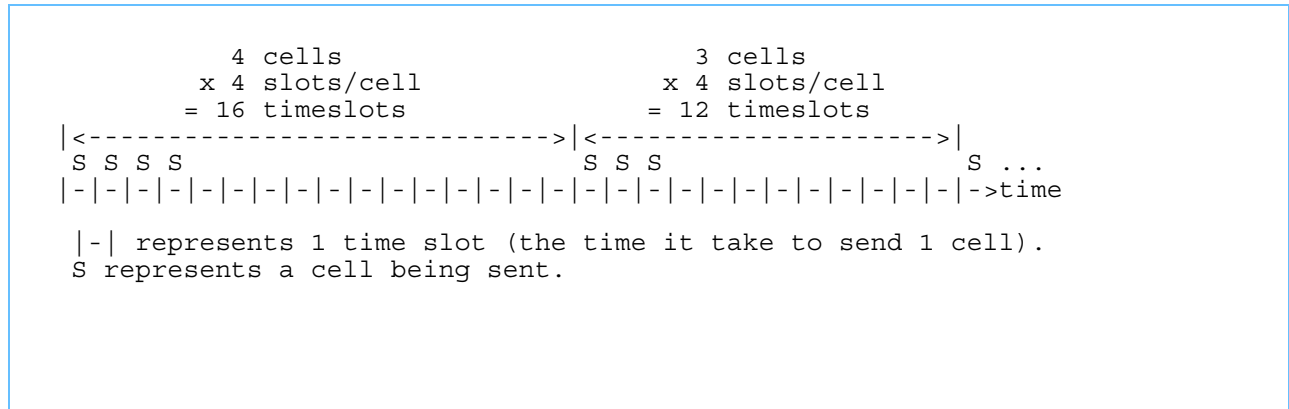 4 cells                      3 cells
x 4 slots/cell               x 4 slots/cell
= 16 timeslots               = 12 timeslots
|<----------------------------->|<--------------------->|
S S S S                         S S S                   S ...
|-|-|-|-|-|-|-|-|-|-|-|-|-|-|-|-|-|-|-|-|-|-|-|-|-|-|-|-|->time
|-| represents 1 time slot (the time it take to send 1 cell).
S represents a cell being sent.